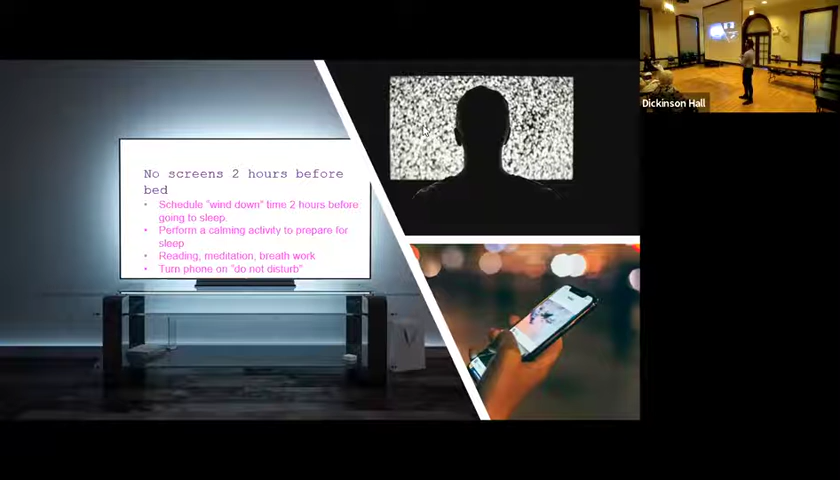 No screens 2 hours before
bed
• Schedule "wind down" time 2 hours before
going to sleep.
• Perform a calming activity to prepare for
sleep
• Reading, meditation, breath work
• Turn phone on "do not disturb"
Dickinson Hall